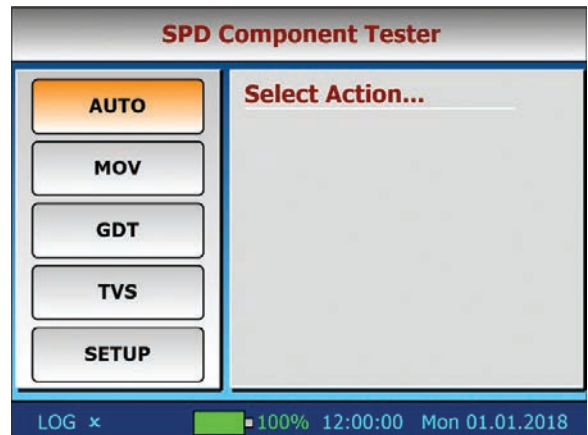 SPD Component Tester
AUTO
MOV
GDT
TVS
SETUP
Select Action...
LOG × 100% 12:00:00 Mon 01.01.2018